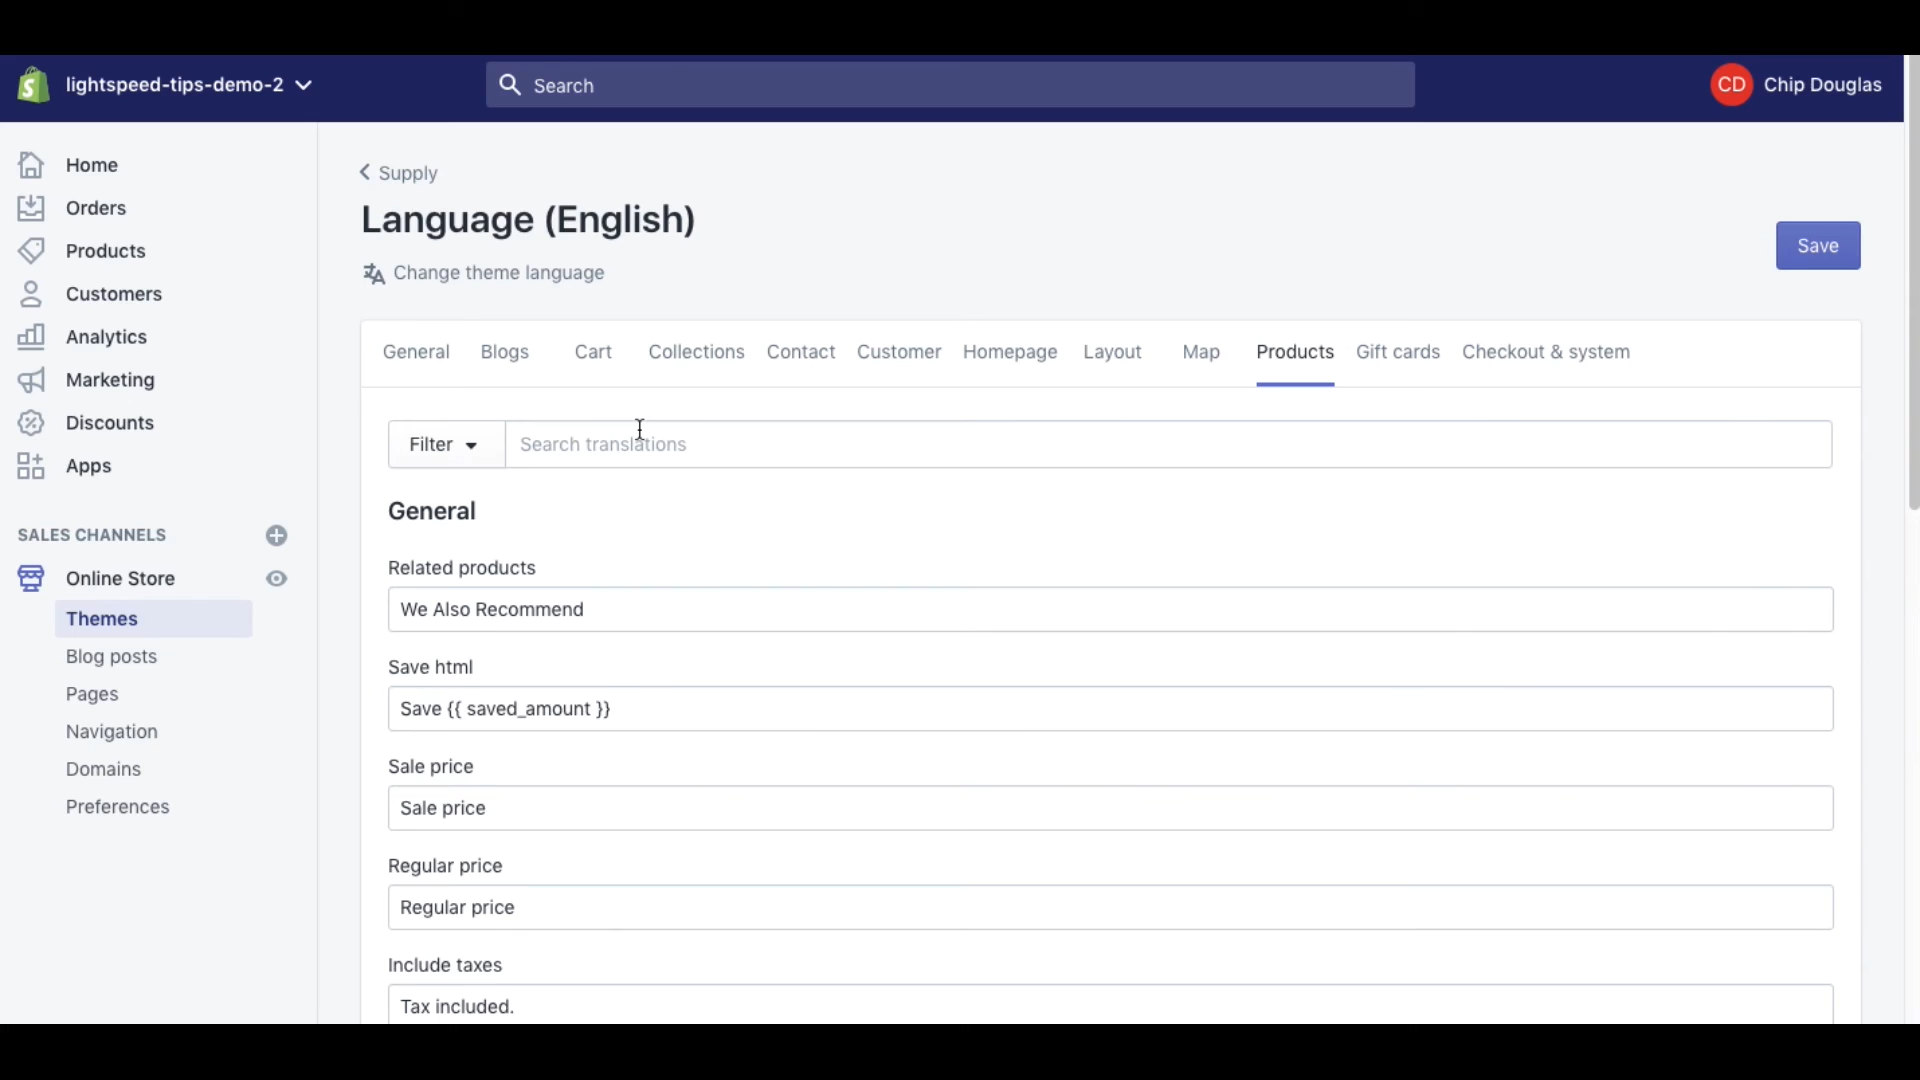 lightspeed-tips-demo-2
Search
CD Chip Douglas
Home
Orders
Products
Customers
Analytics
Marketing
Discounts
Apps
SALES CHANNELS
Online Store
Themes
Blog posts
Pages
Navigation
Domains
Preferences
Supply
Language (English)
Change theme language
Save
General Blogs Cart Collections Contact Customer Homepage Layout Map Products Gift cards Checkout & system
Filter Search translations
General
Related products
We Also Recommend
Save html
Save {{ saved_amount }}
Sale price
Sale price
Regular price
Regular price
Include taxes
Tax included.